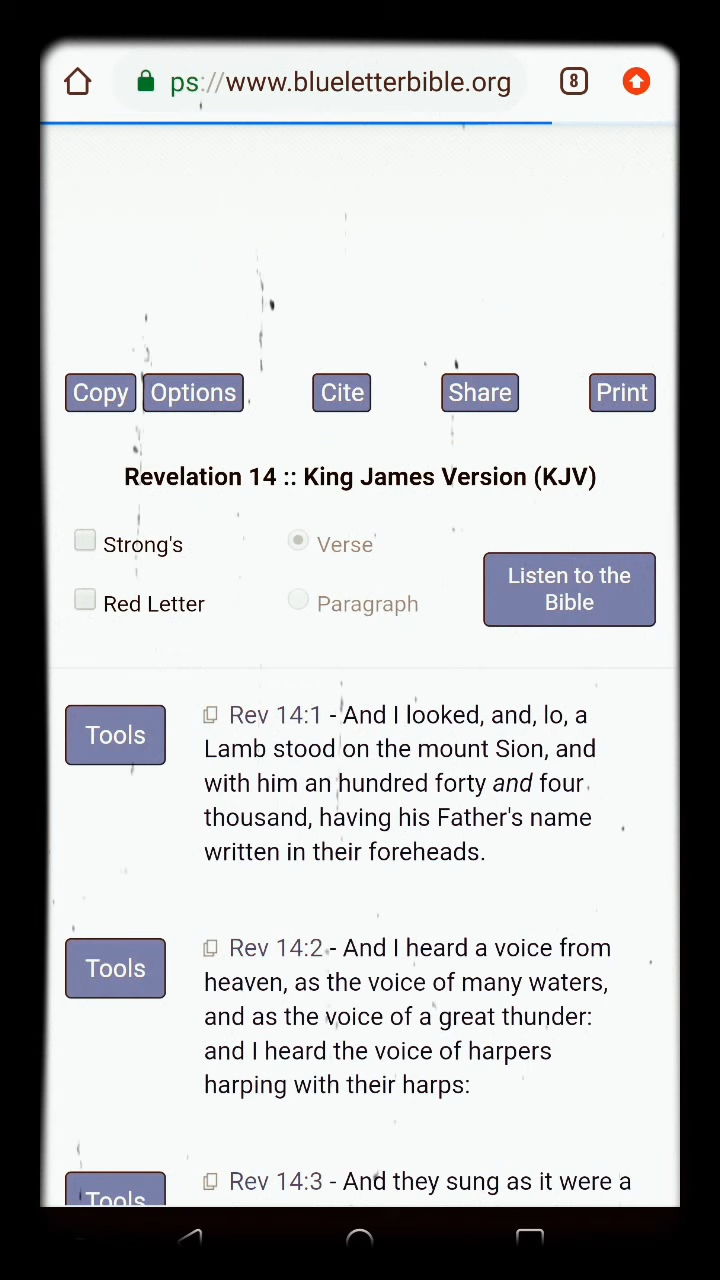 ps://www.blueletterbible.org
8
Copy Options Cite Share Print
Revelation 14 :: King James Version (KJV)
Strong's
Verse
Listen to the
Bible
Red Letter
Paragraph
Tools
Rev 14:1 - And I looked, and, lo, a
Lamb stood on the mount Sion, and
with him an hundred forty and four
thousand, having his Father's name
written in their foreheads.
Tools
Rev 14:2 - And I heard a voice from
heaven, as the voice of many waters,
and as the voice of a great thunder:
and I heard the voice of harpers
harping with their harps:
Tools
Rev 14:3 - And they sung as it were a